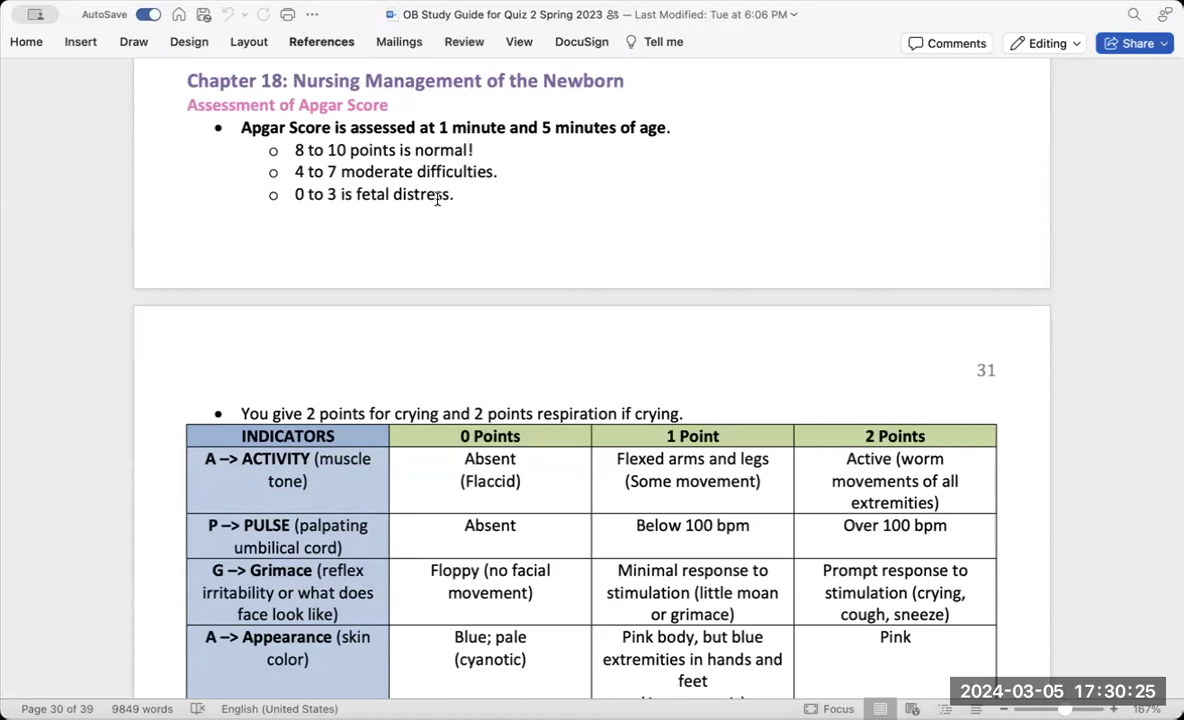 AutoSave
OB Study Guide for Quiz 2 Spring 2023 — Last Modified: Tue at 6:06 PM
Home Insert Draw Design Layout References Mailings Review View DocuSign Tell me Comments Editing Share
Chapter 18: Nursing Management of the Newborn
Assessment of Apgar Score
• Apgar Score is assessed at 1 minute and 5 minutes of age.
o 8 to 10 points is normal!
o 4 to 7 moderate difficulties.
o 0 to 3 is fetal distress.
31
• You give 2 points for crying and 2 points respiration if crying.
INDICATORS 0 Points 1 Point 2 Points
A –> ACTIVITY (muscle
tone)
Absent
(Flaccid)
Flexed arms and legs
(Some movement)
Active (worm
movements of all
extremities)
P –> PULSE (palpating
umbilical cord)
Absent
Below 100 bpm
Over 100 bpm
G –> Grimace (reflex
irritability or what does
face look like)
Floppy (no facial
movement)
Minimal response to
stimulation (little moan
or grimace)
Prompt response to
stimulation (crying,
cough, sneeze)
A –> Appearance (skin
color)
Blue; pale
(cyanotic)
Pink body, but blue
extremities in hands and
feet
Pink
2024-03-05 17:30:25
Page 30 of 39 9849 words English (United States) Focus 167%